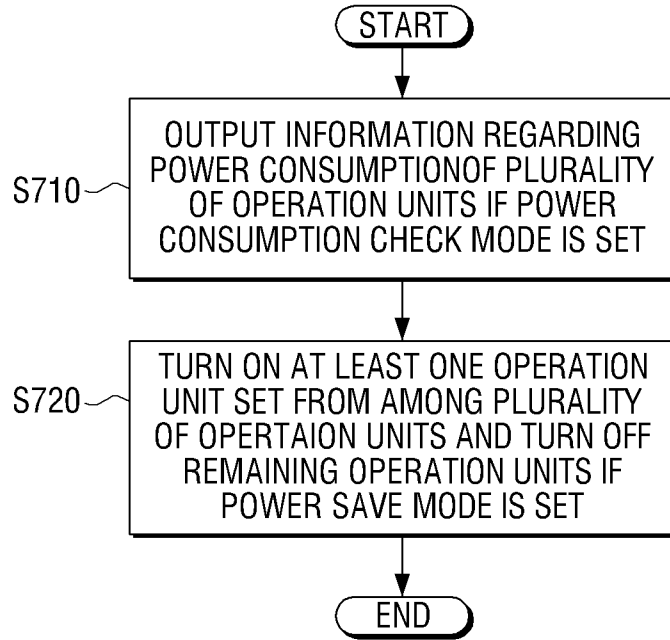 START
OUTPUT INFORMATION REGARDING
POWER CONSUMPTIONOF PLURALITY
OF OPERATION UNITS IF POWER
CONSUMPTION CHECK MODE IS SET
S710
TURN ON AT LEAST ONE OPERATION
UNIT SET FROM AMONG PLURALITY
OF OPERTAION UNITS AND TURN OFF
REMAINING OPERATION UNITS IF
POWER SAVE MODE IS SET
S720
END